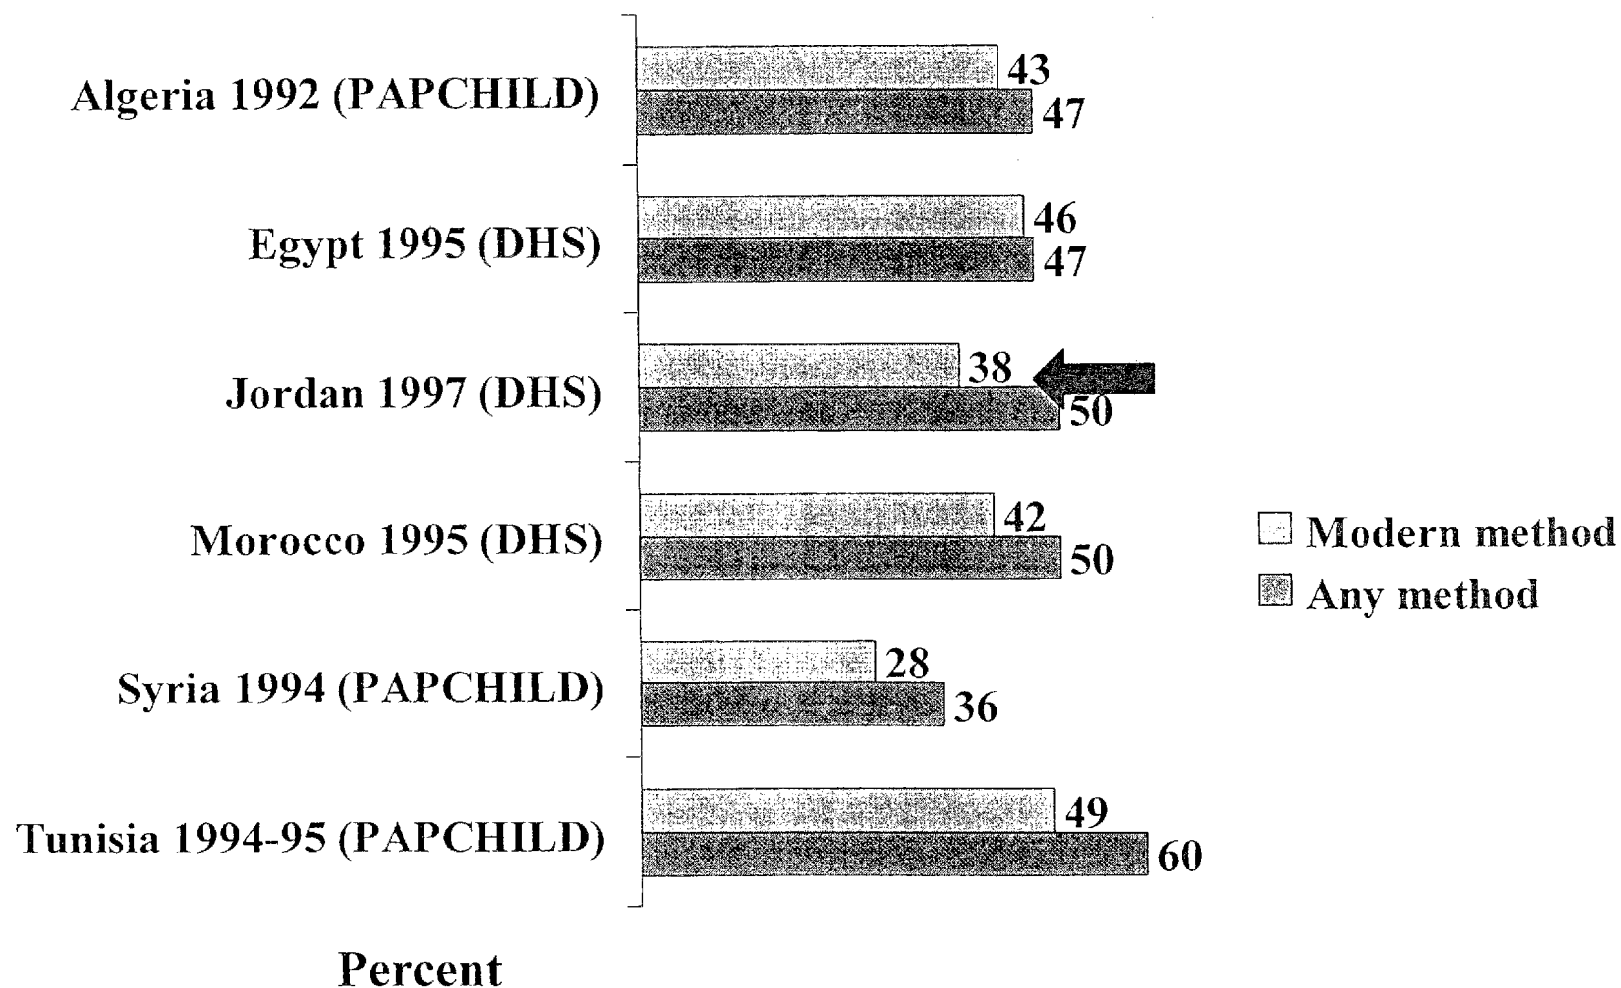 Algeria 1992 (PAPCHILD)
43
47
Egypt 1995 (DHS)
46
47
Jordan 1997 (DHS)
38
50
Morocco 1995 (DHS)
42
50
Syria 1994 (PAPCHILD)
28
36
Tunisia 1994-95 (PAPCHILD)
49
60
Modern method
Any method
Percent